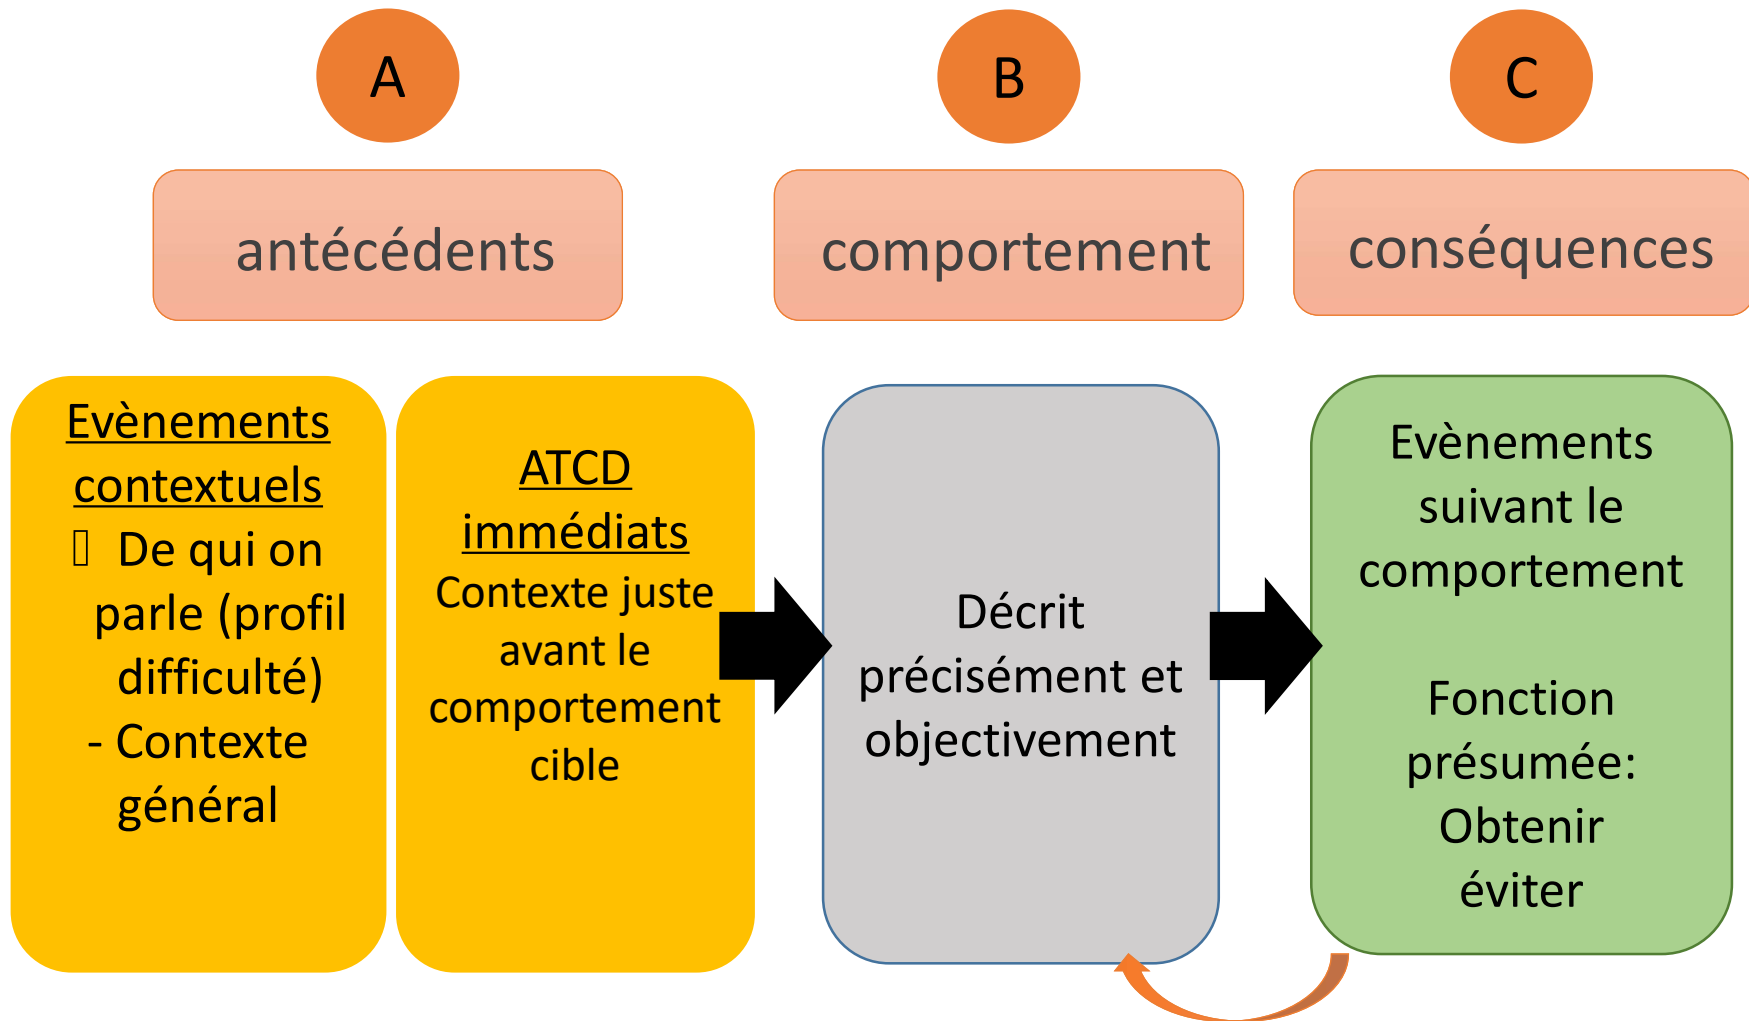 A
B
C
antécédents
comportement
conséquences
Evènements
contextuels
▯ De qui on
parle (profil
difficulté)
- Contexte
général
ATCD
immédiats
Contexte juste
avant le
comportement
cible
Décrit
précisément et
objectivement
Evènements
suivant le
comportement
Fonction
présumée:
Obtenir
éviter